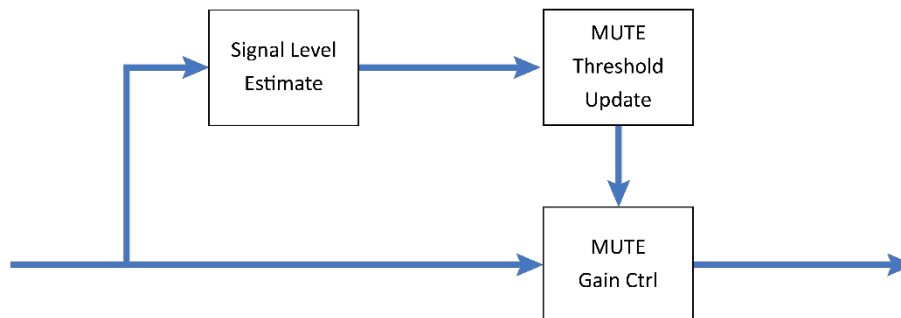 Signal Level
Estimate
MUTE
Threshold
Update
MUTE
Gain Ctrl